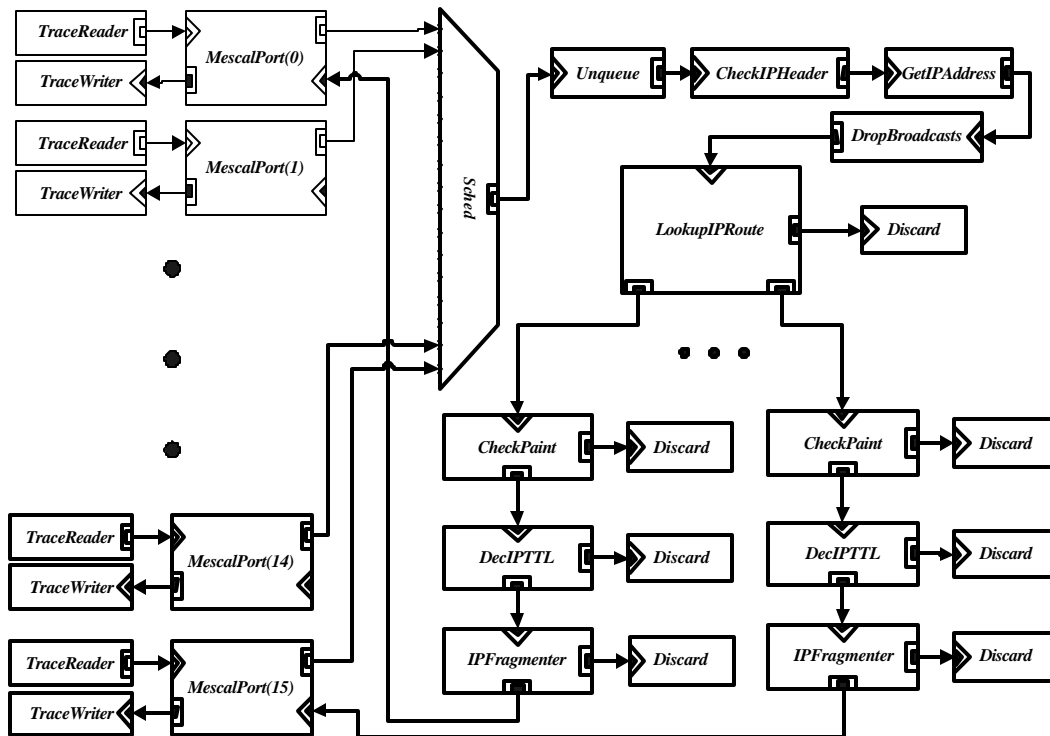 TraceReader
MescalPort(0)
TraceWriter
TraceReader
MescalPort(1)
TraceWriter
Sched
Unqueue
CheckIPHeader
GetIPAddress
DropBroadcasts
LookupIPRoute
Discard
CheckPaint
Discard
CheckPaint
Discard
DecIPTTL
Discard
DecIPTTL
Discard
IPFragmenter
Discard
IPFragmenter
Discard
TraceReader
MescalPort(14)
TraceWriter
TraceReader
MescalPort(15)
TraceWriter